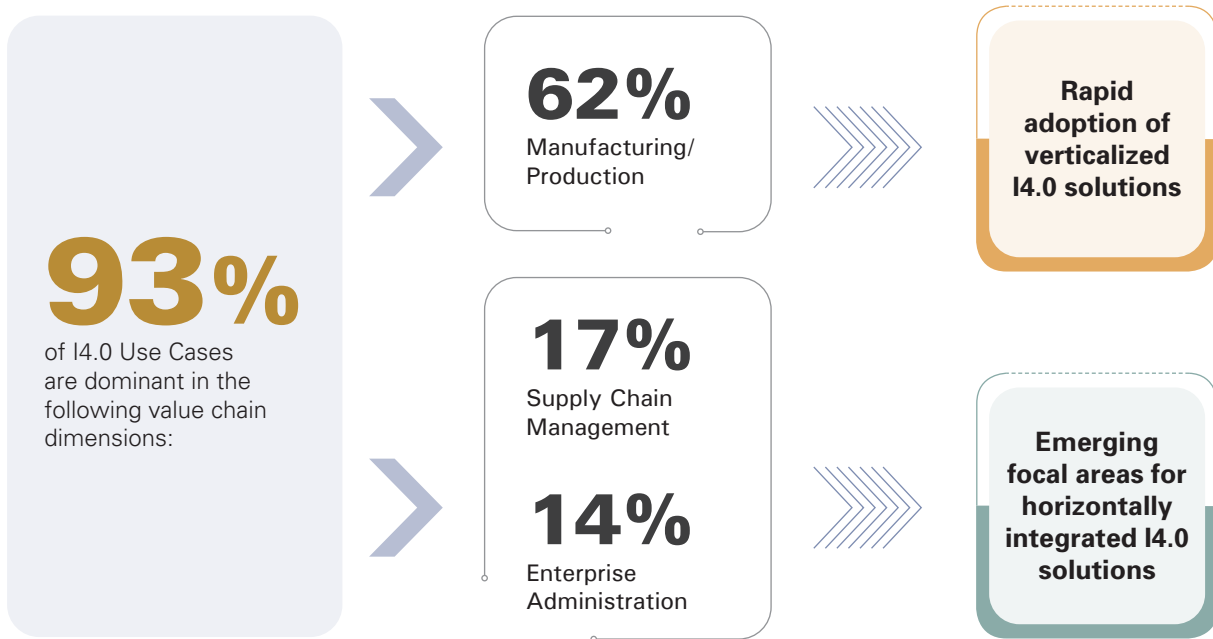 93%
of I4.0 Use Cases
are dominant in the
following value chain
dimensions:
62%
Manufacturing/
Production
Rapid
adoption of
verticalized
I4.0 solutions
17%
Supply Chain
Management
14%
Enterprise
Administration
Emerging
focal areas for
horizontally
integrated I4.0
solutions